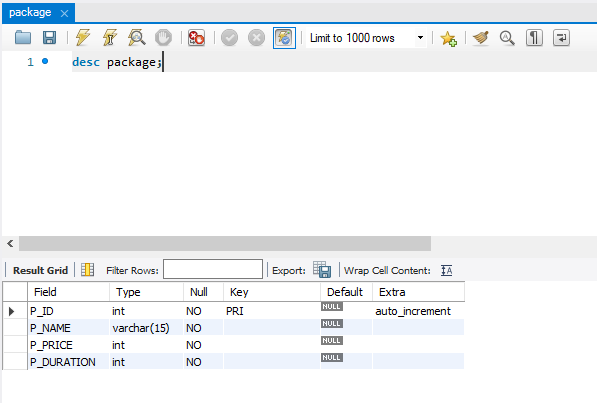 package
Limit to 1000 rows
1 desc package;
Result Grid Filter Rows: Export: Wrap Cell Content:
Field Type Null Key Default Extra
P_ID int NO PRI NULL auto_increment
P_NAME varchar(15) NO NULL
P_PRICE int NO NULL
P_DURATION int NO NULL